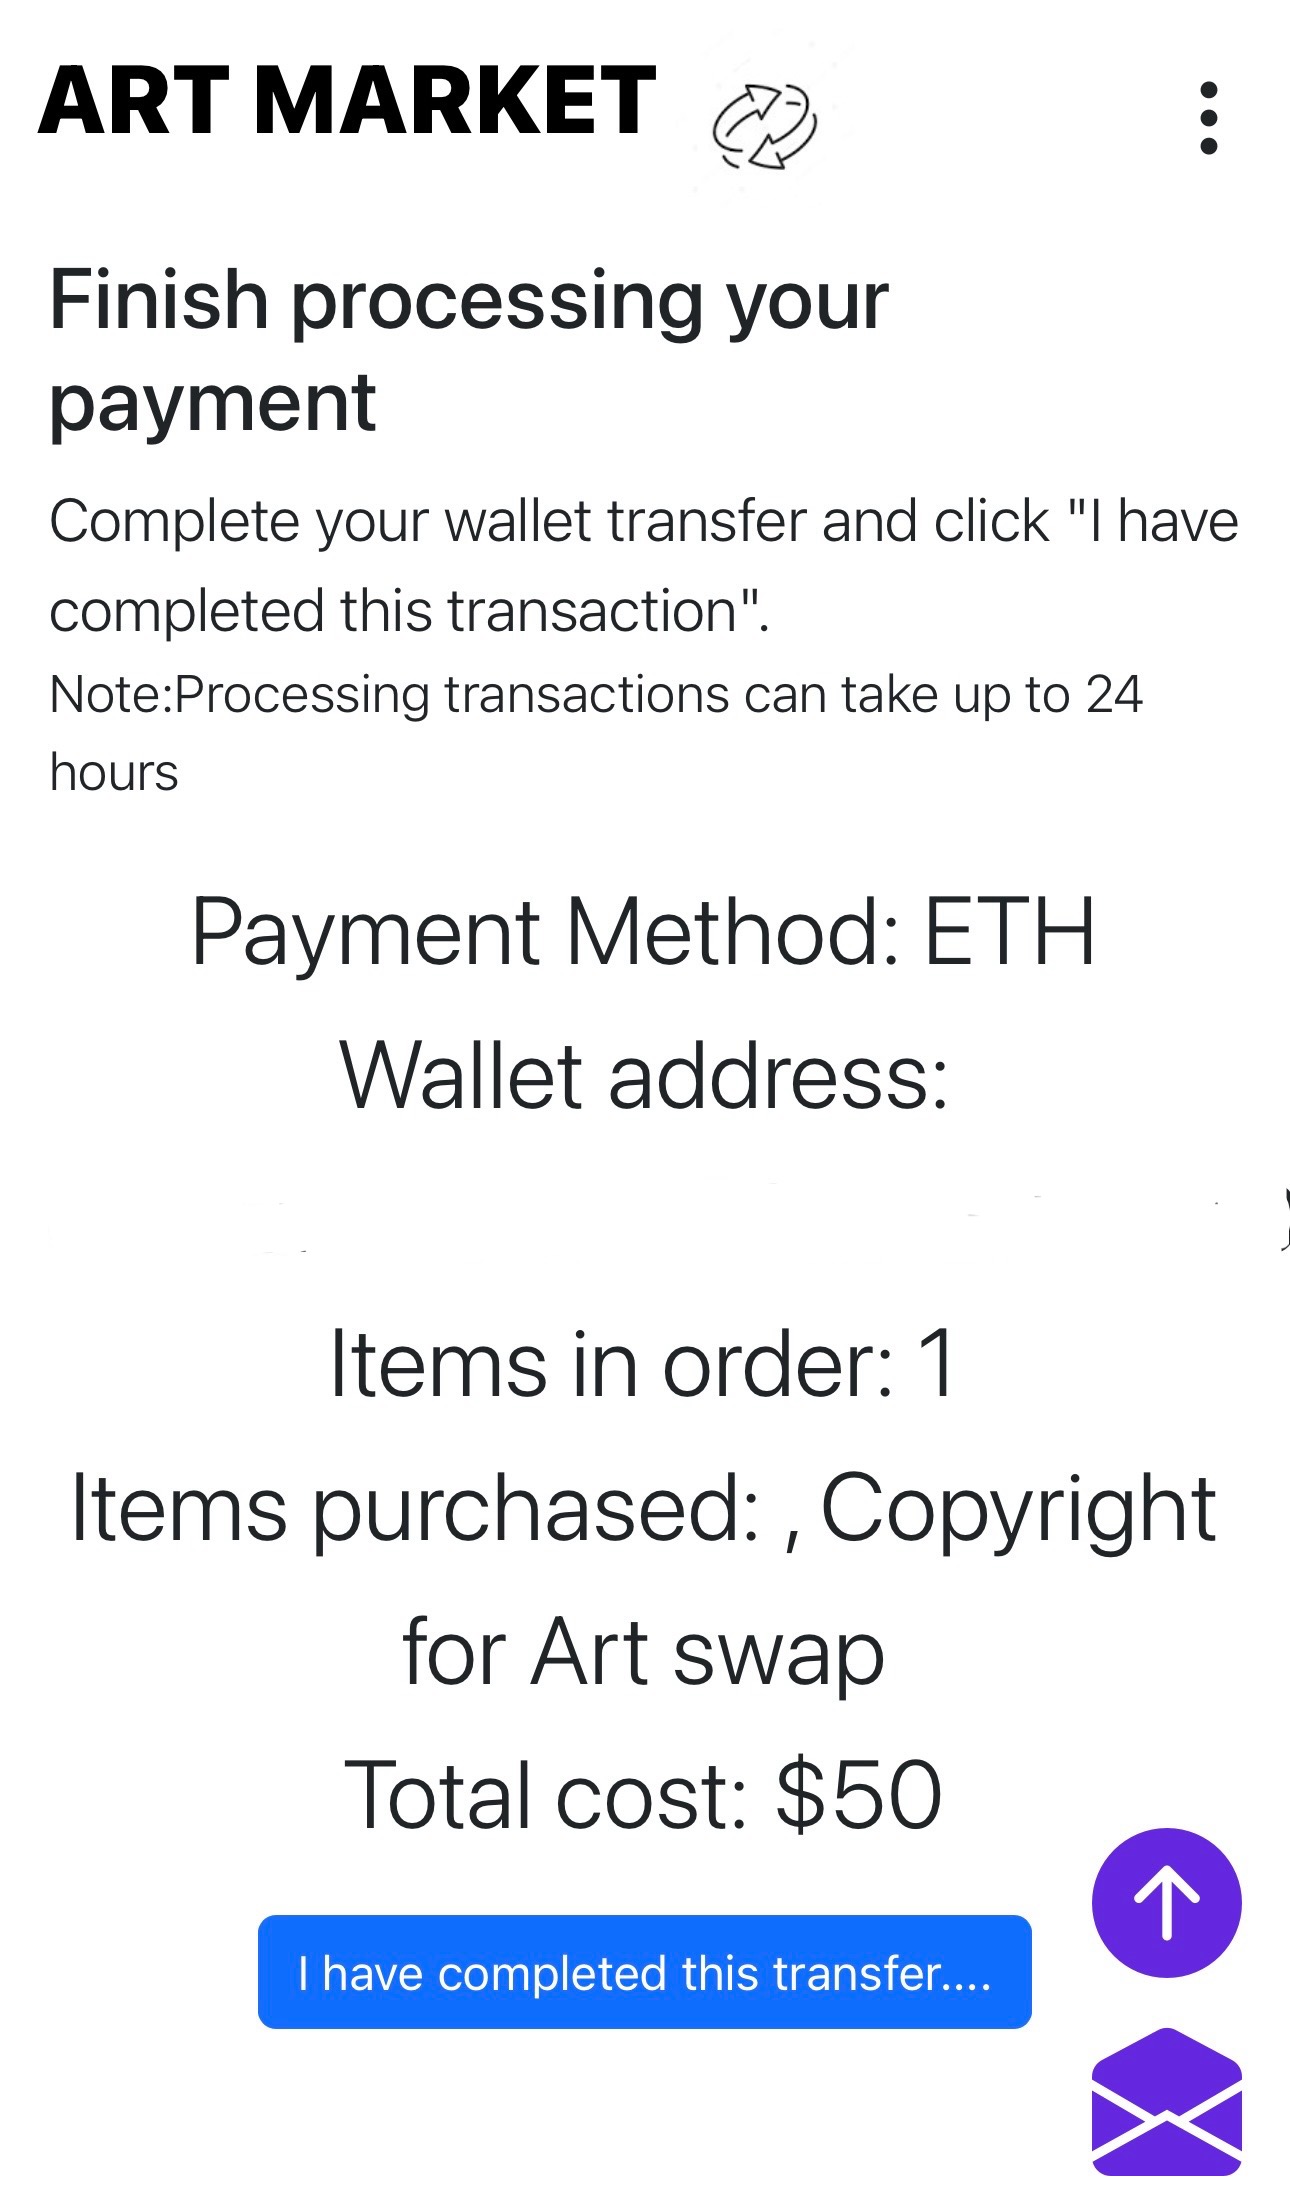 ART MARKET
Finish processing your
payment
Complete your wallet transfer and click "I have
completed this transaction".
Note:Processing transactions can take up to 24
hours
Payment Method: ETH
Wallet address:
Items in order: 1
Items purchased: , Copyright
for Art swap
Total cost: $50
I have completed this transfer....